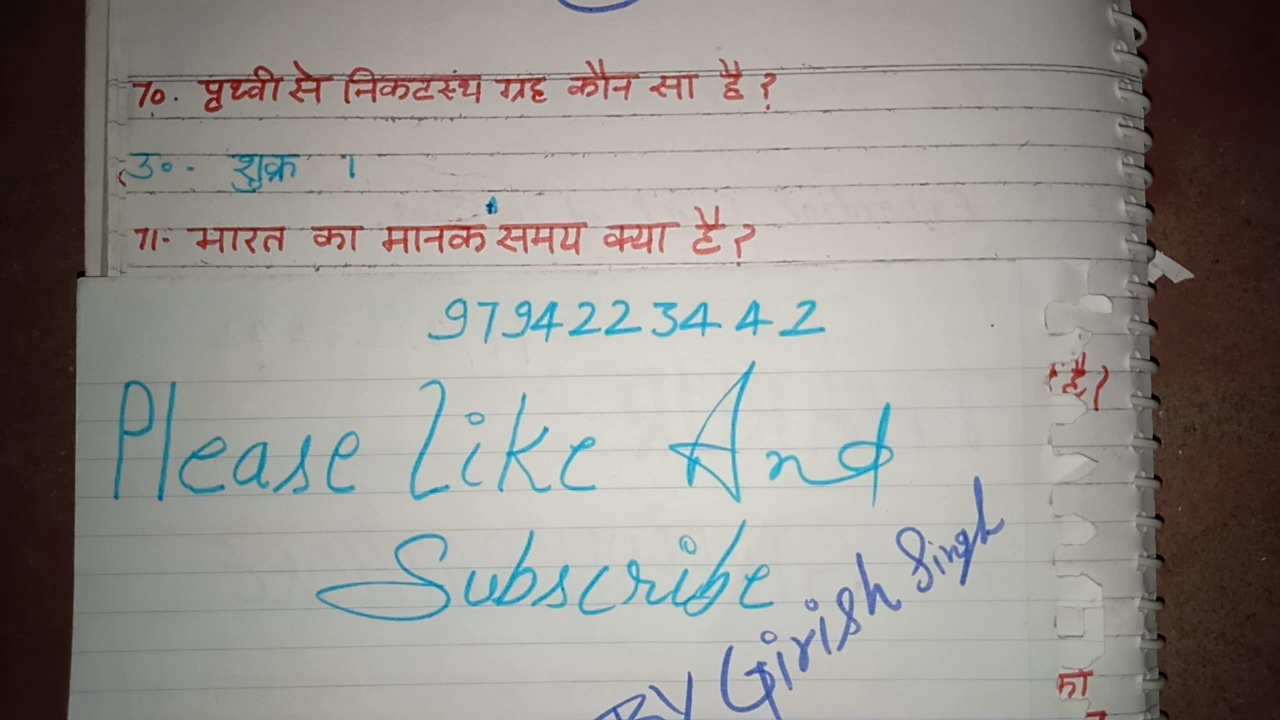 70. पृथ्वी से निकटस्थ ग्रह कौन सा है ?
उ०. शुक्र ।
71. भारत का मानक समय क्या है ?
9794223442
है ?
Please Like And
Subscribe
By Girish Singh
का